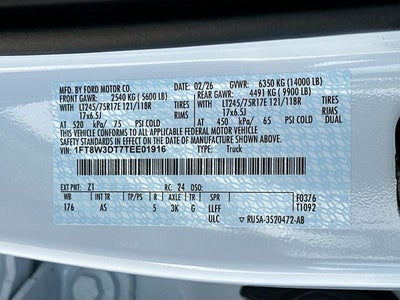 MFD. BY FORD MOTOR CO.
02/26 GVWR: 6350 KG (14000 LB)
FRONT GAWR: 2540 KG (5600 LB) REAR GAWR: 4491 KG (9900 LB)
LT245/75R17E 121/118R TIRES LT245/75R17E 121/118R TIRES
17x6.5J RIMS 17x6.5J RIMS
DUAL
AT 520 kPa/ 75 PSI COLD AT 450 kPa/ 65 PSI COLD
THIS VEHICLE CONFORMS TO ALL APPLICABLE FEDERAL MOTOR
VEHICLE SAFETY STANDARDS IN EFFECT ON THE DATE OF MANUFACTURE SHOWN ABOVE.
VIN: 1FT8W3DT7TEE01916 TYPE: Truck
EXT PNT: Z1 RC: 24 DSO: F0376
WB INT TR TP/PS R AXLE TR SPR T1092
176 AS 5 3K G LLFF
ULC RU5A-3520472-AB